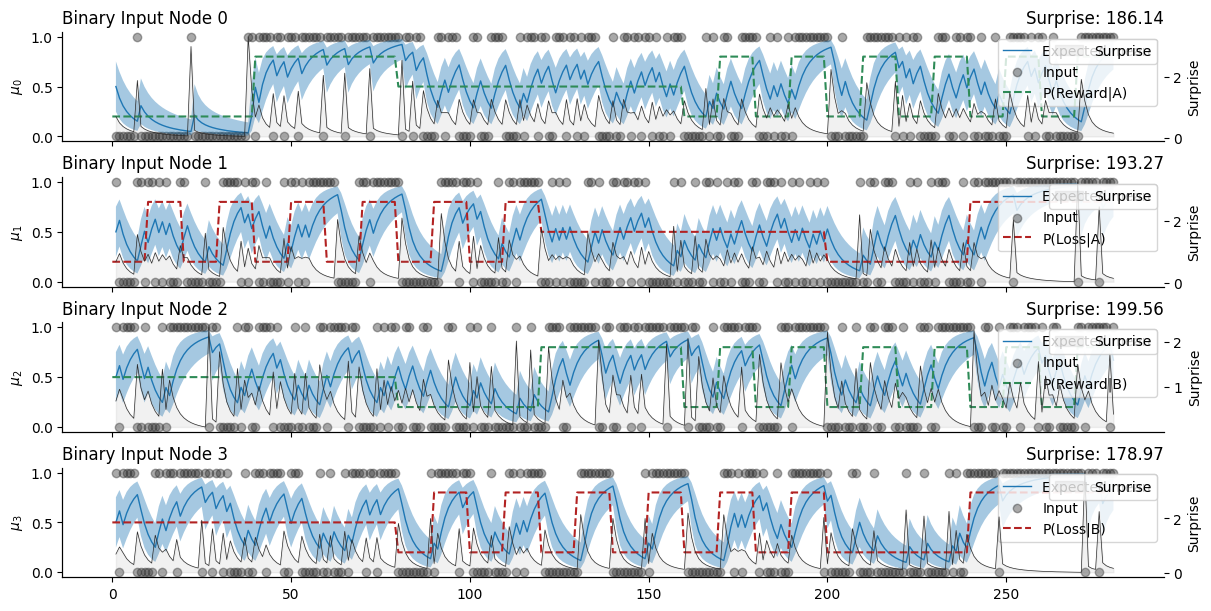 Binary Input Node 0 Surprise: 186.14
1.0
0.5
0.0
μ0
2
0
Surprise
Surprise
Input
P(Reward|A)
Binary Input Node 1 Surprise: 193.27
1.0
0.5
0.0
μ1
2
0
Surprise
Surprise
Input
P(Loss|A)
Binary Input Node 2 Surprise: 199.56
1.0
0.5
0.0
μ2
2
1
Surprise
Surprise
Input
P(Reward|B)
Binary Input Node 3 Surprise: 178.97
1.0
0.5
0.0
μ3
2
0
Surprise
Surprise
Input
P(Loss|B)
0 50 100 150 200 250